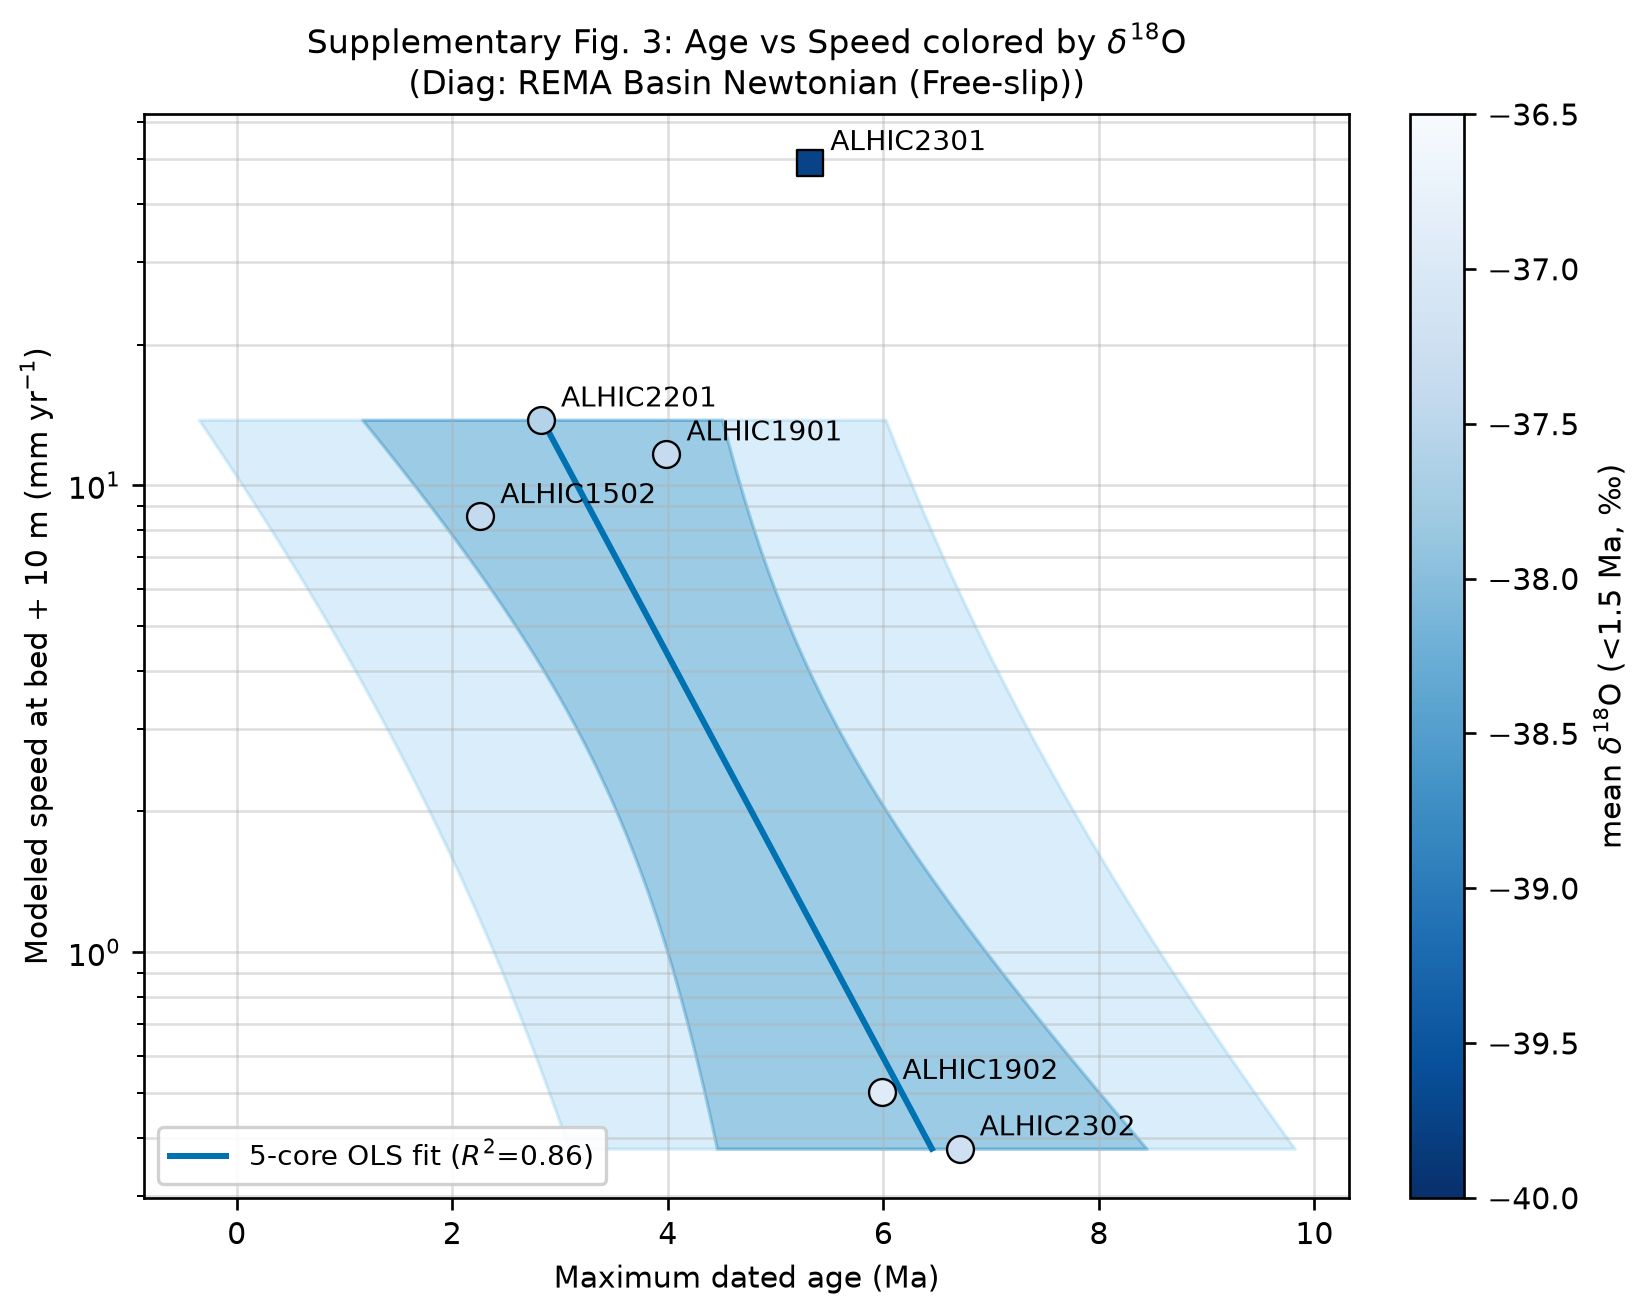 Supplementary Fig. 3: Age vs Speed colored by δ¹⁸O
(Diag: REMA Basin Newtonian (Free-slip))
Modeled speed at bed + 10 m (mm yr⁻¹)
10¹
10⁰
ALHIC2301
ALHIC2201
ALHIC1901
ALHIC1502
ALHIC1902
ALHIC2302
5-core OLS fit (R²=0.86)
0 2 4 6 8 10
Maximum dated age (Ma)
−36.5
−37.0
−37.5
−38.0
−38.5
−39.0
−39.5
−40.0
mean δ¹⁸O (<1.5 Ma, ‰)